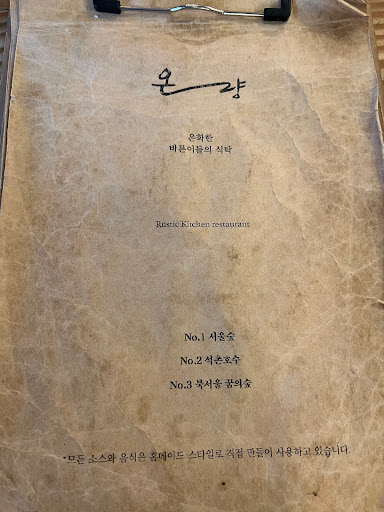 온량
온화한
바른이들의 식탁
Rustic Kitchen restaurant
No.1 서울숲
No.2 석촌호수
No.3 북서울 꿈의숲
*모든 소스와 음식은 홈메이드 스타일로 직접 만들어 사용하고 있습니다.